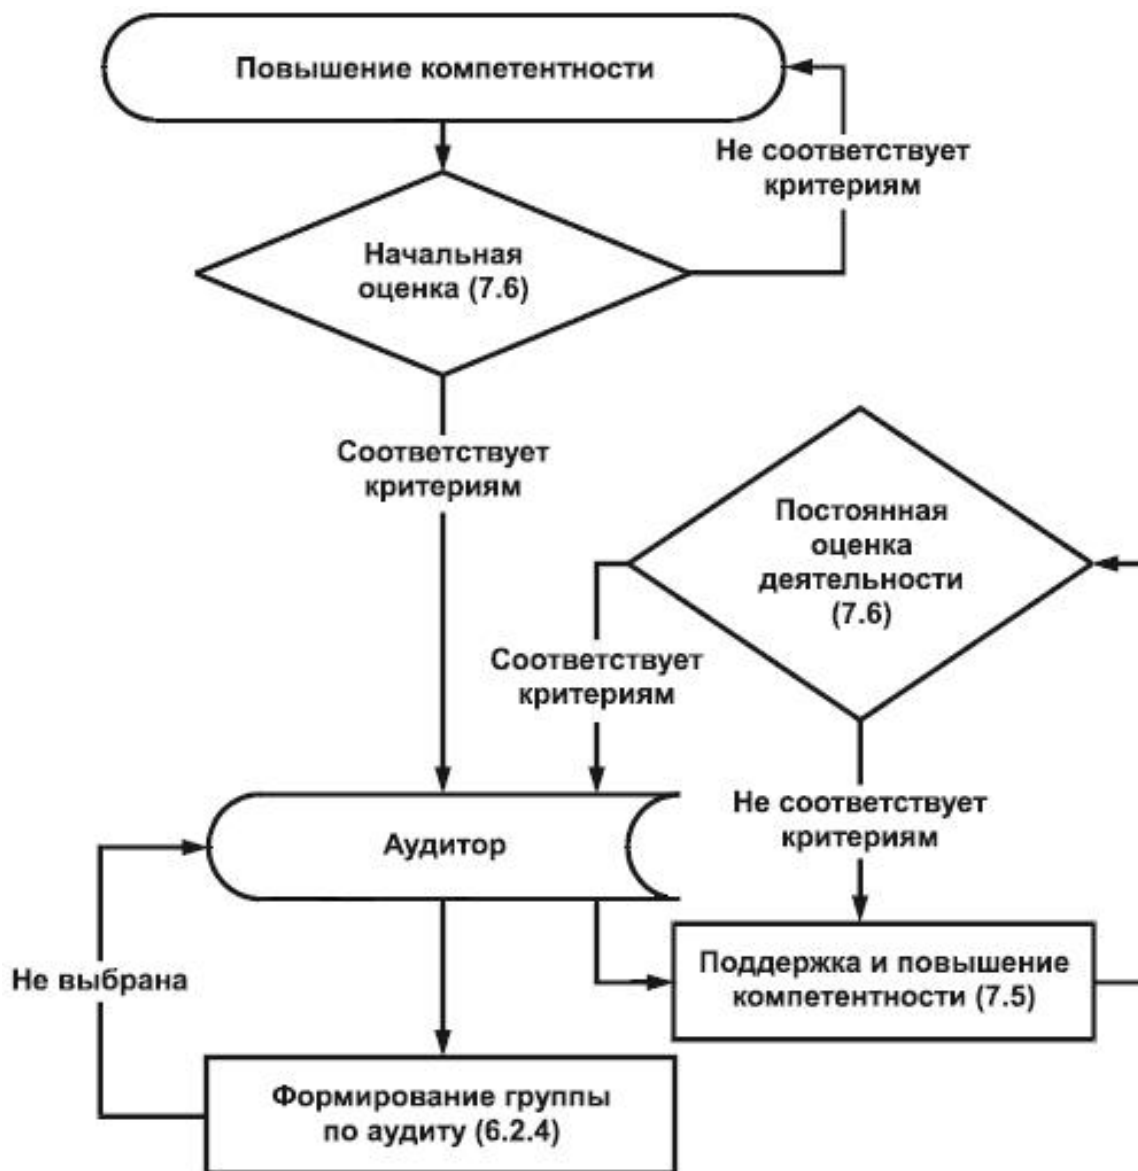 Повышение компетентности
Не соответствует
критериям
Начальная
оценка (7.6)
Соответствует
критериям
Постоянная
оценка
деятельности
(7.6)
Соответствует
критериям
Не соответствует
критериям
Аудитор
Не выбрана
Поддержка и повышение
компетентности (7.5)
Формирование группы
по аудиту (6.2.4)